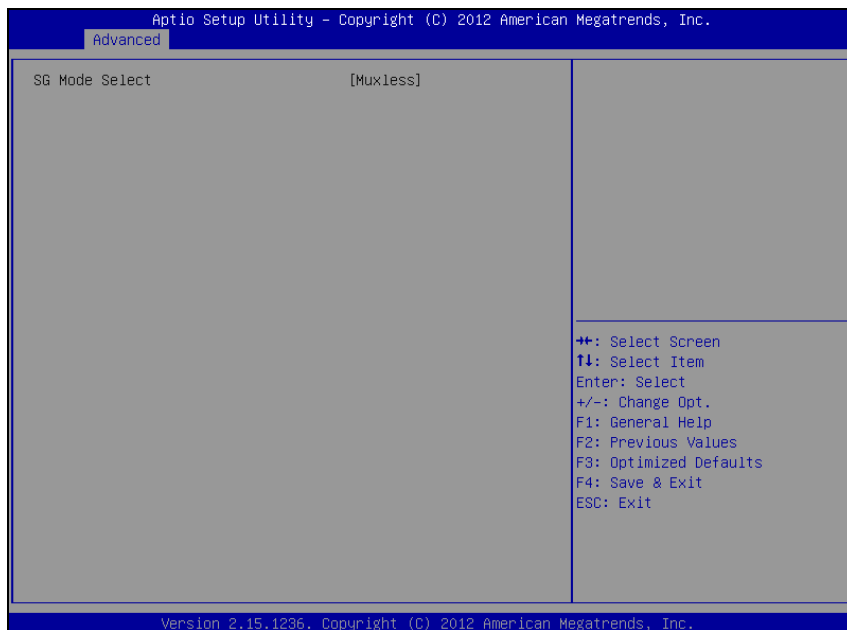 Aptio Setup Utility – Copyright (C) 2012 American Megatrends, Inc.
Advanced
SG Mode Select [Muxless]
→←: Select Screen
↑↓: Select Item
Enter: Select
+/-: Change Opt.
F1: General Help
F2: Previous Values
F3: Optimized Defaults
F4: Save & Exit
ESC: Exit
Version 2.15.1236. Copyright (C) 2012 American Megatrends, Inc.